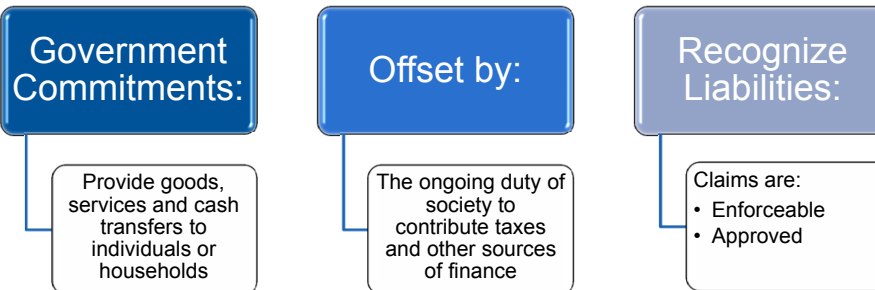 Government
Commitments:
Provide goods,
services and cash
transfers to
individuals or
households
Offset by:
The ongoing duty of
society to
contribute taxes
and other sources
of finance
Recognize
Liabilities:
Claims are:
• Enforceable
• Approved